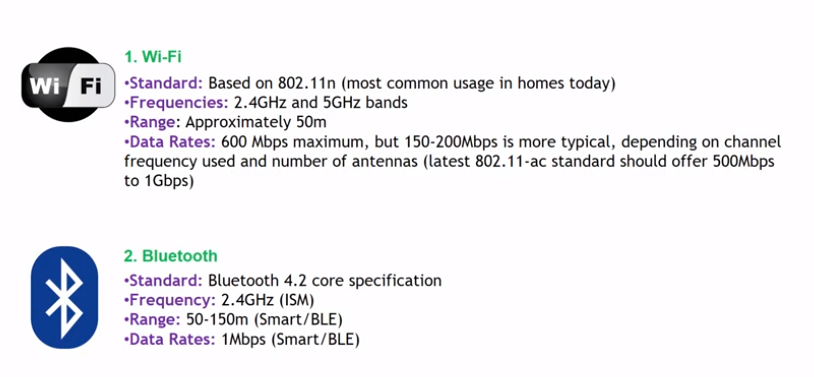 Wi Fi
1. Wi-Fi
•Standard: Based on 802.11n (most common usage in homes today)
•Frequencies: 2.4GHz and 5GHz bands
•Range: Approximately 50m
•Data Rates: 600 Mbps maximum, but 150-200Mbps is more typical, depending on channel
frequency used and number of antennas (latest 802.11-ac standard should offer 500Mbps
to 1Gbps)
2. Bluetooth
•Standard: Bluetooth 4.2 core specification
•Frequency: 2.4GHz (ISM)
•Range: 50-150m (Smart/BLE)
•Data Rates: 1Mbps (Smart/BLE)